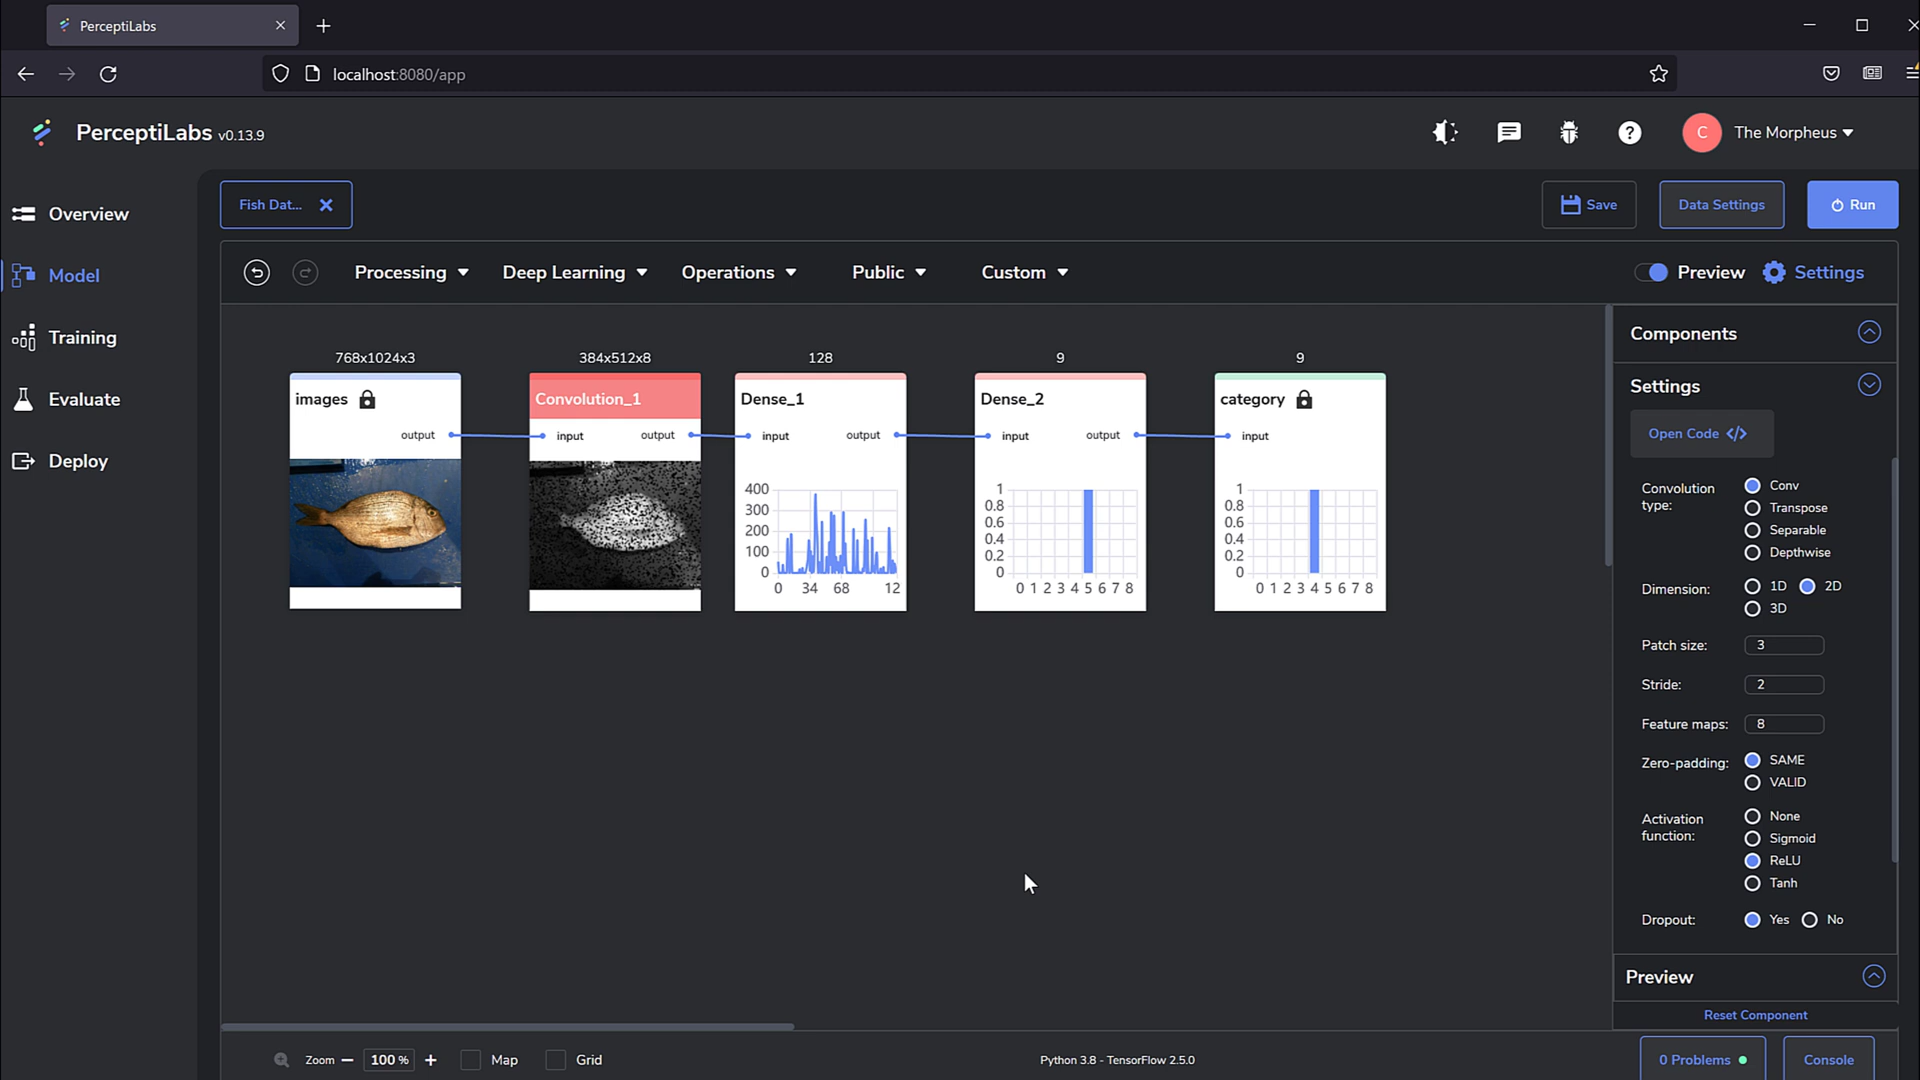 PerceptiLabs
localhost:8080/app
PerceptiLabs v0.13.9
C The Morpheus
Overview
Model
Training
Evaluate
Deploy
Fish Dat...
Save
Data Settings
Run
Processing Deep Learning Operations Public Custom
Preview Settings
768x1024x3
images
output
384x512x8
Convolution_1
input output
128
Dense_1
input output
400
300
200
100
0
0 34 68 12
9
Dense_2
input output
1
0.8
0.6
0.4
0.2
0
0 1 2 3 4 5 6 7 8
9
category
input
1
0.8
0.6
0.4
0.2
0
0 1 2 3 4 5 6 7 8
Components
Settings
Open Code </>
Convolution type:
Conv
Transpose
Separable
Depthwise
Dimension:
1D 2D
3D
Patch size: 3
Stride: 2
Feature maps: 8
Zero-padding:
SAME
VALID
Activation function:
None
Sigmoid
ReLU
Tanh
Dropout: Yes No
Preview
Reset Component
Zoom 100 % Map Grid
Python 3.8 - TensorFlow 2.5.0
0 Problems
Console